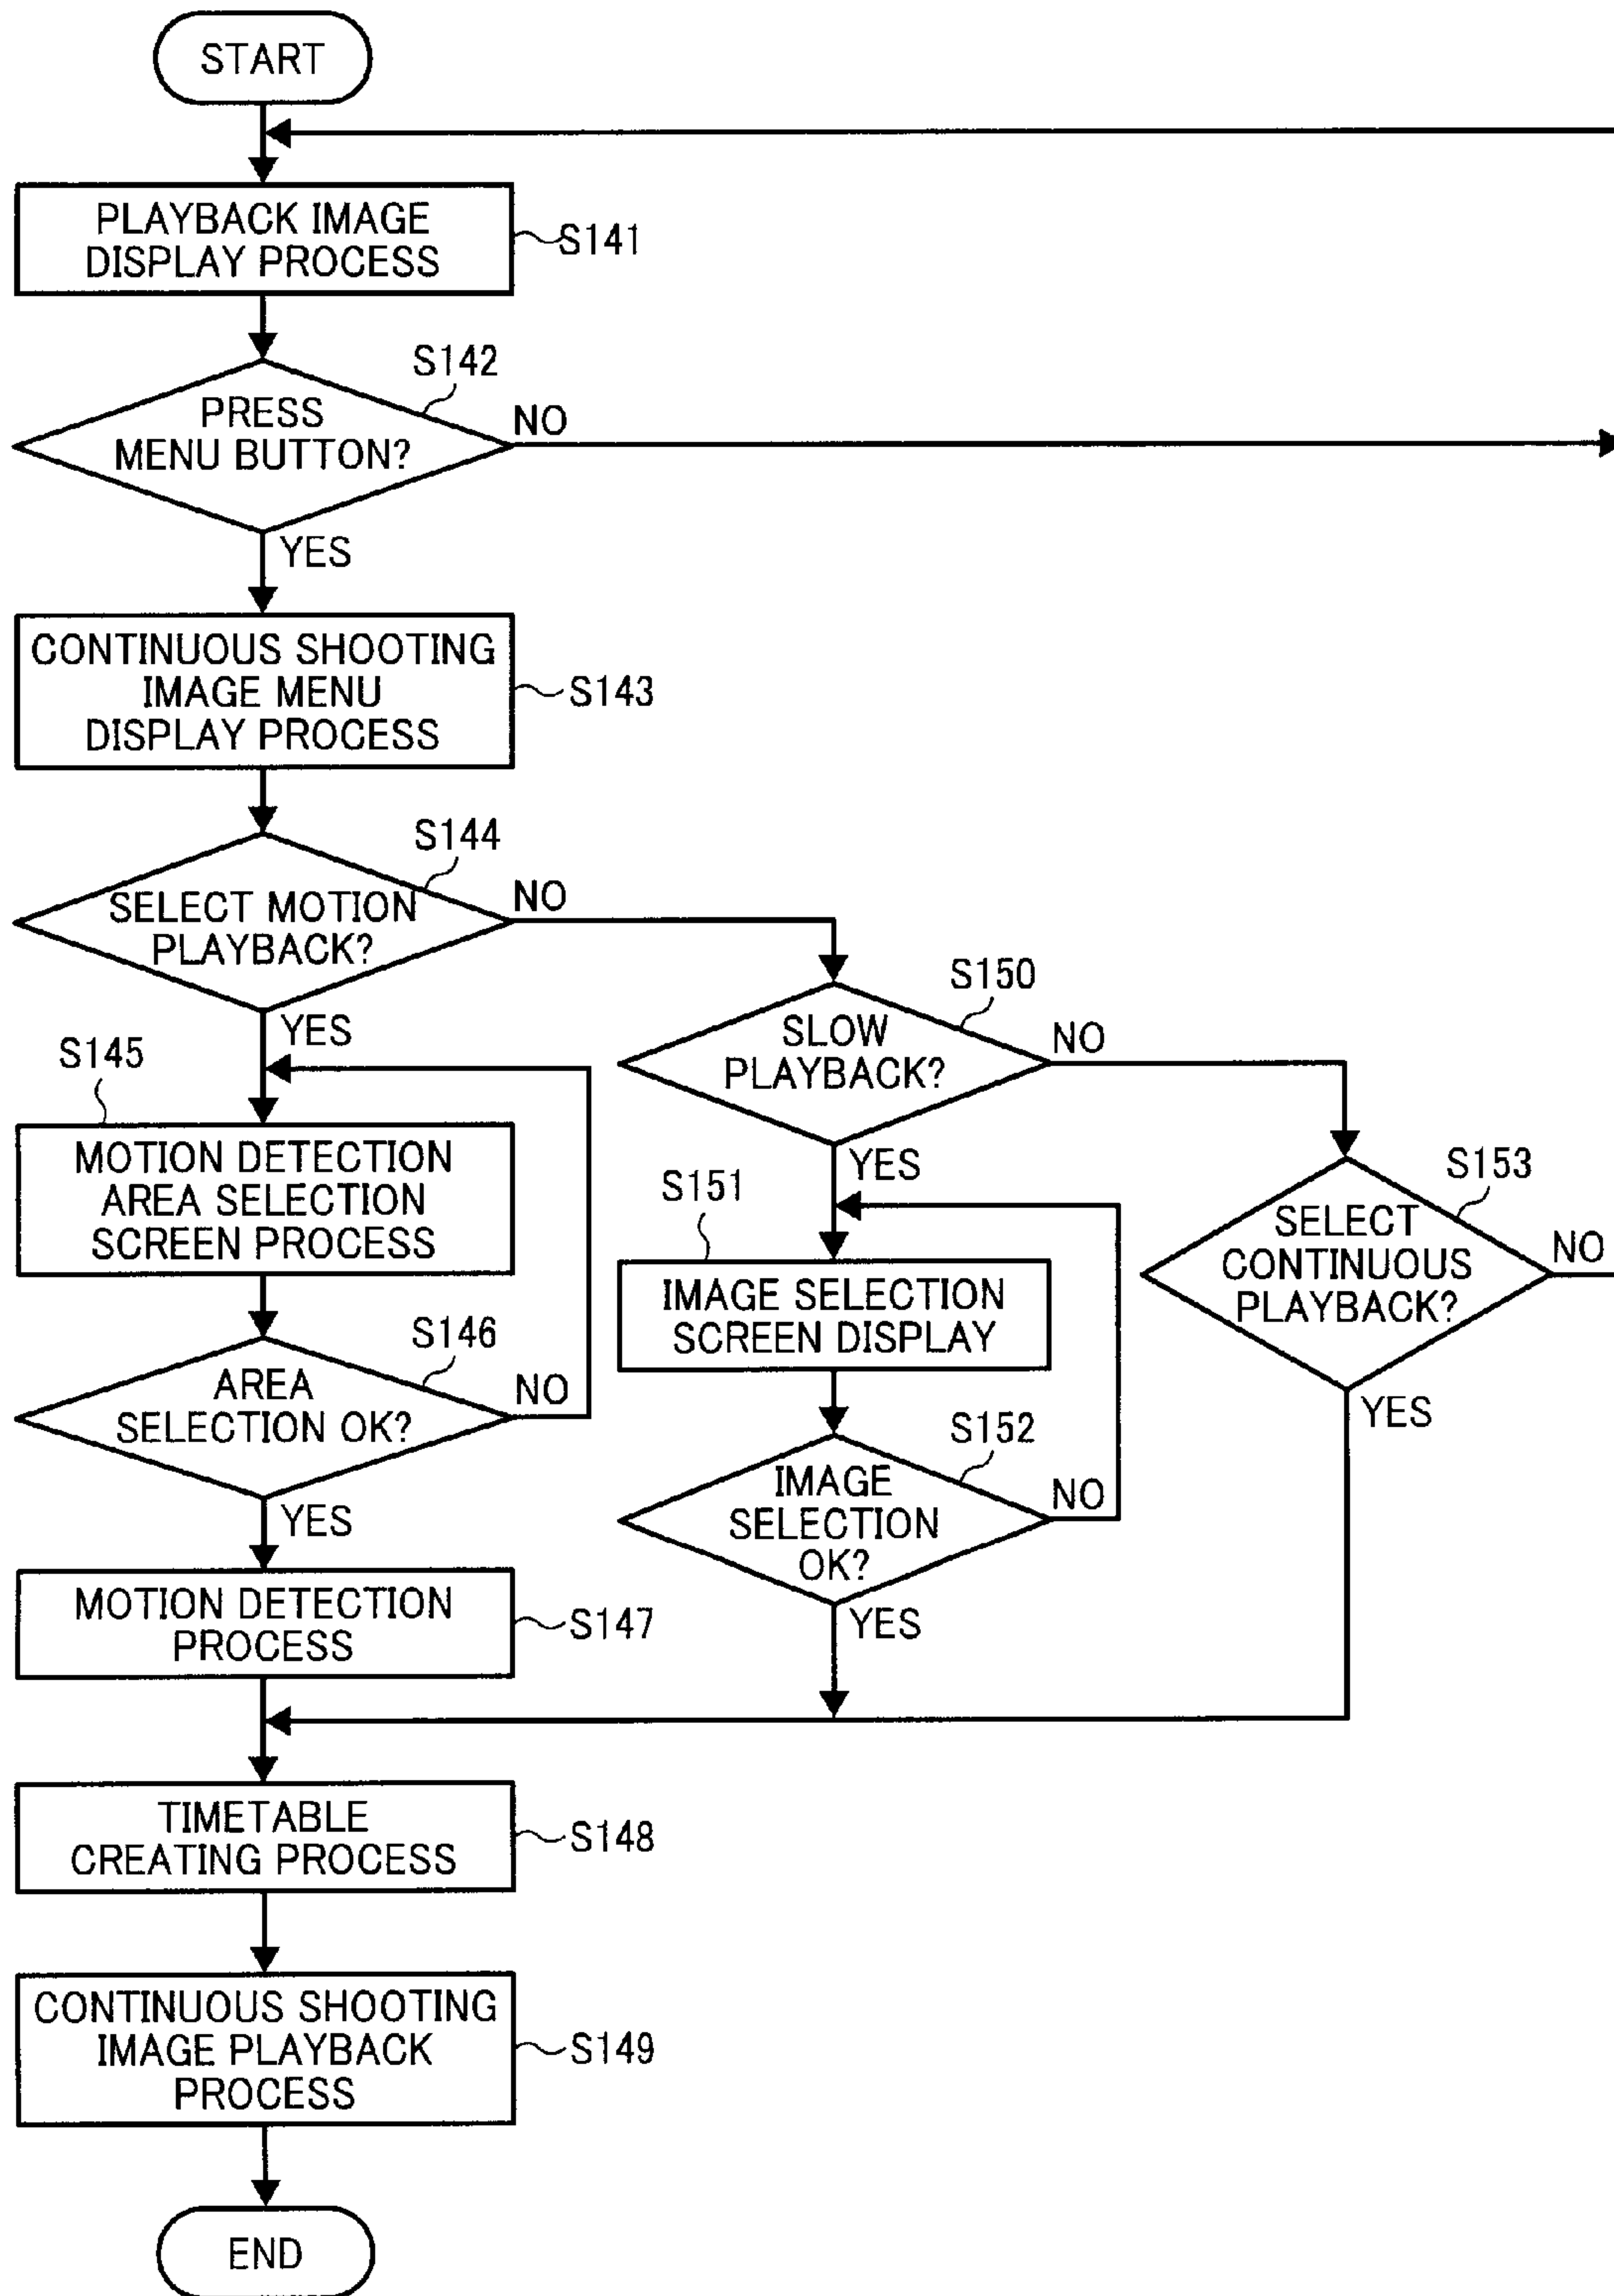 START
PLAYBACK IMAGE
DISPLAY PROCESS
S141
S142
PRESS
MENU BUTTON?
NO
YES
CONTINUOUS SHOOTING
IMAGE MENU
DISPLAY PROCESS
S143
S144
SELECT MOTION
PLAYBACK?
NO
YES
S145
MOTION DETECTION
AREA SELECTION
SCREEN PROCESS
S146
AREA
SELECTION OK?
NO
YES
MOTION DETECTION
PROCESS
S147
S150
SLOW
PLAYBACK?
NO
YES
S151
IMAGE SELECTION
SCREEN DISPLAY
S152
IMAGE
SELECTION
OK?
NO
YES
S153
SELECT
CONTINUOUS
PLAYBACK?
NO
YES
TIMETABLE
CREATING PROCESS
S148
CONTINUOUS SHOOTING
IMAGE PLAYBACK
PROCESS
S149
END